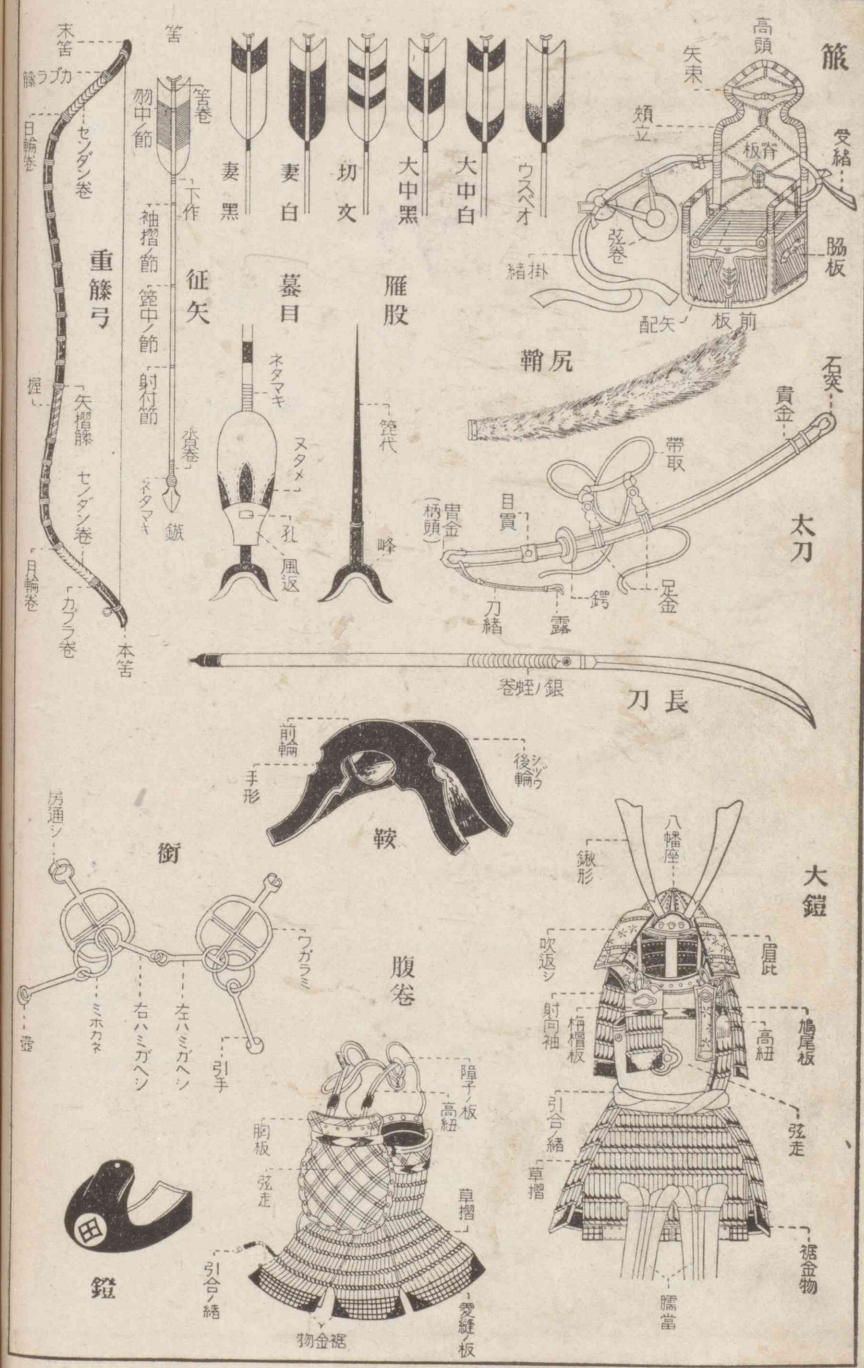 箙
高頭
矢束
頬立
受緒
板脊
弦巻
緒掛
脇板
配矢
板前
ウスベオ
大中白
大中黒
切文
妻白
妻黒
筈
筈巻
羽中ノ節
下作
袖摺ノ節
箆中ノ節
射付節
沓巻
ネタマキ
鏃
征矢
末筈
籐ラブカ
日輪巻
センダン巻
重籐弓
握
矢摺籐
センダン巻
日輪巻
カブラ巻
本筈
雁股
箆代
峰
蟇目
ネタマキ
ヌタメ
孔
風返
鞘尻
太刀
石突
責金
帯取
目貫
冑金
(柄頭)
刀緒
露
鍔
足金
刀長
巻蛭ノ銀
鞍
前輪
手形
後輪
シヅワ
銜
房通シ
ワガラミ
ミホカネ
右ハミガヘシ
左ハミガヘシ
引手
壺
大鎧
八幡座
鍬形
吹返シ
眉庇
射向袖
栴檀板
高紐
鳩尾板
引合ノ緒
弦走
草摺
裾金物
臑當
腹巻
障子ノ板
高紐
胸板
弦走
草摺
引合ノ緒
物金裾
愛縫ノ板
鐙
田